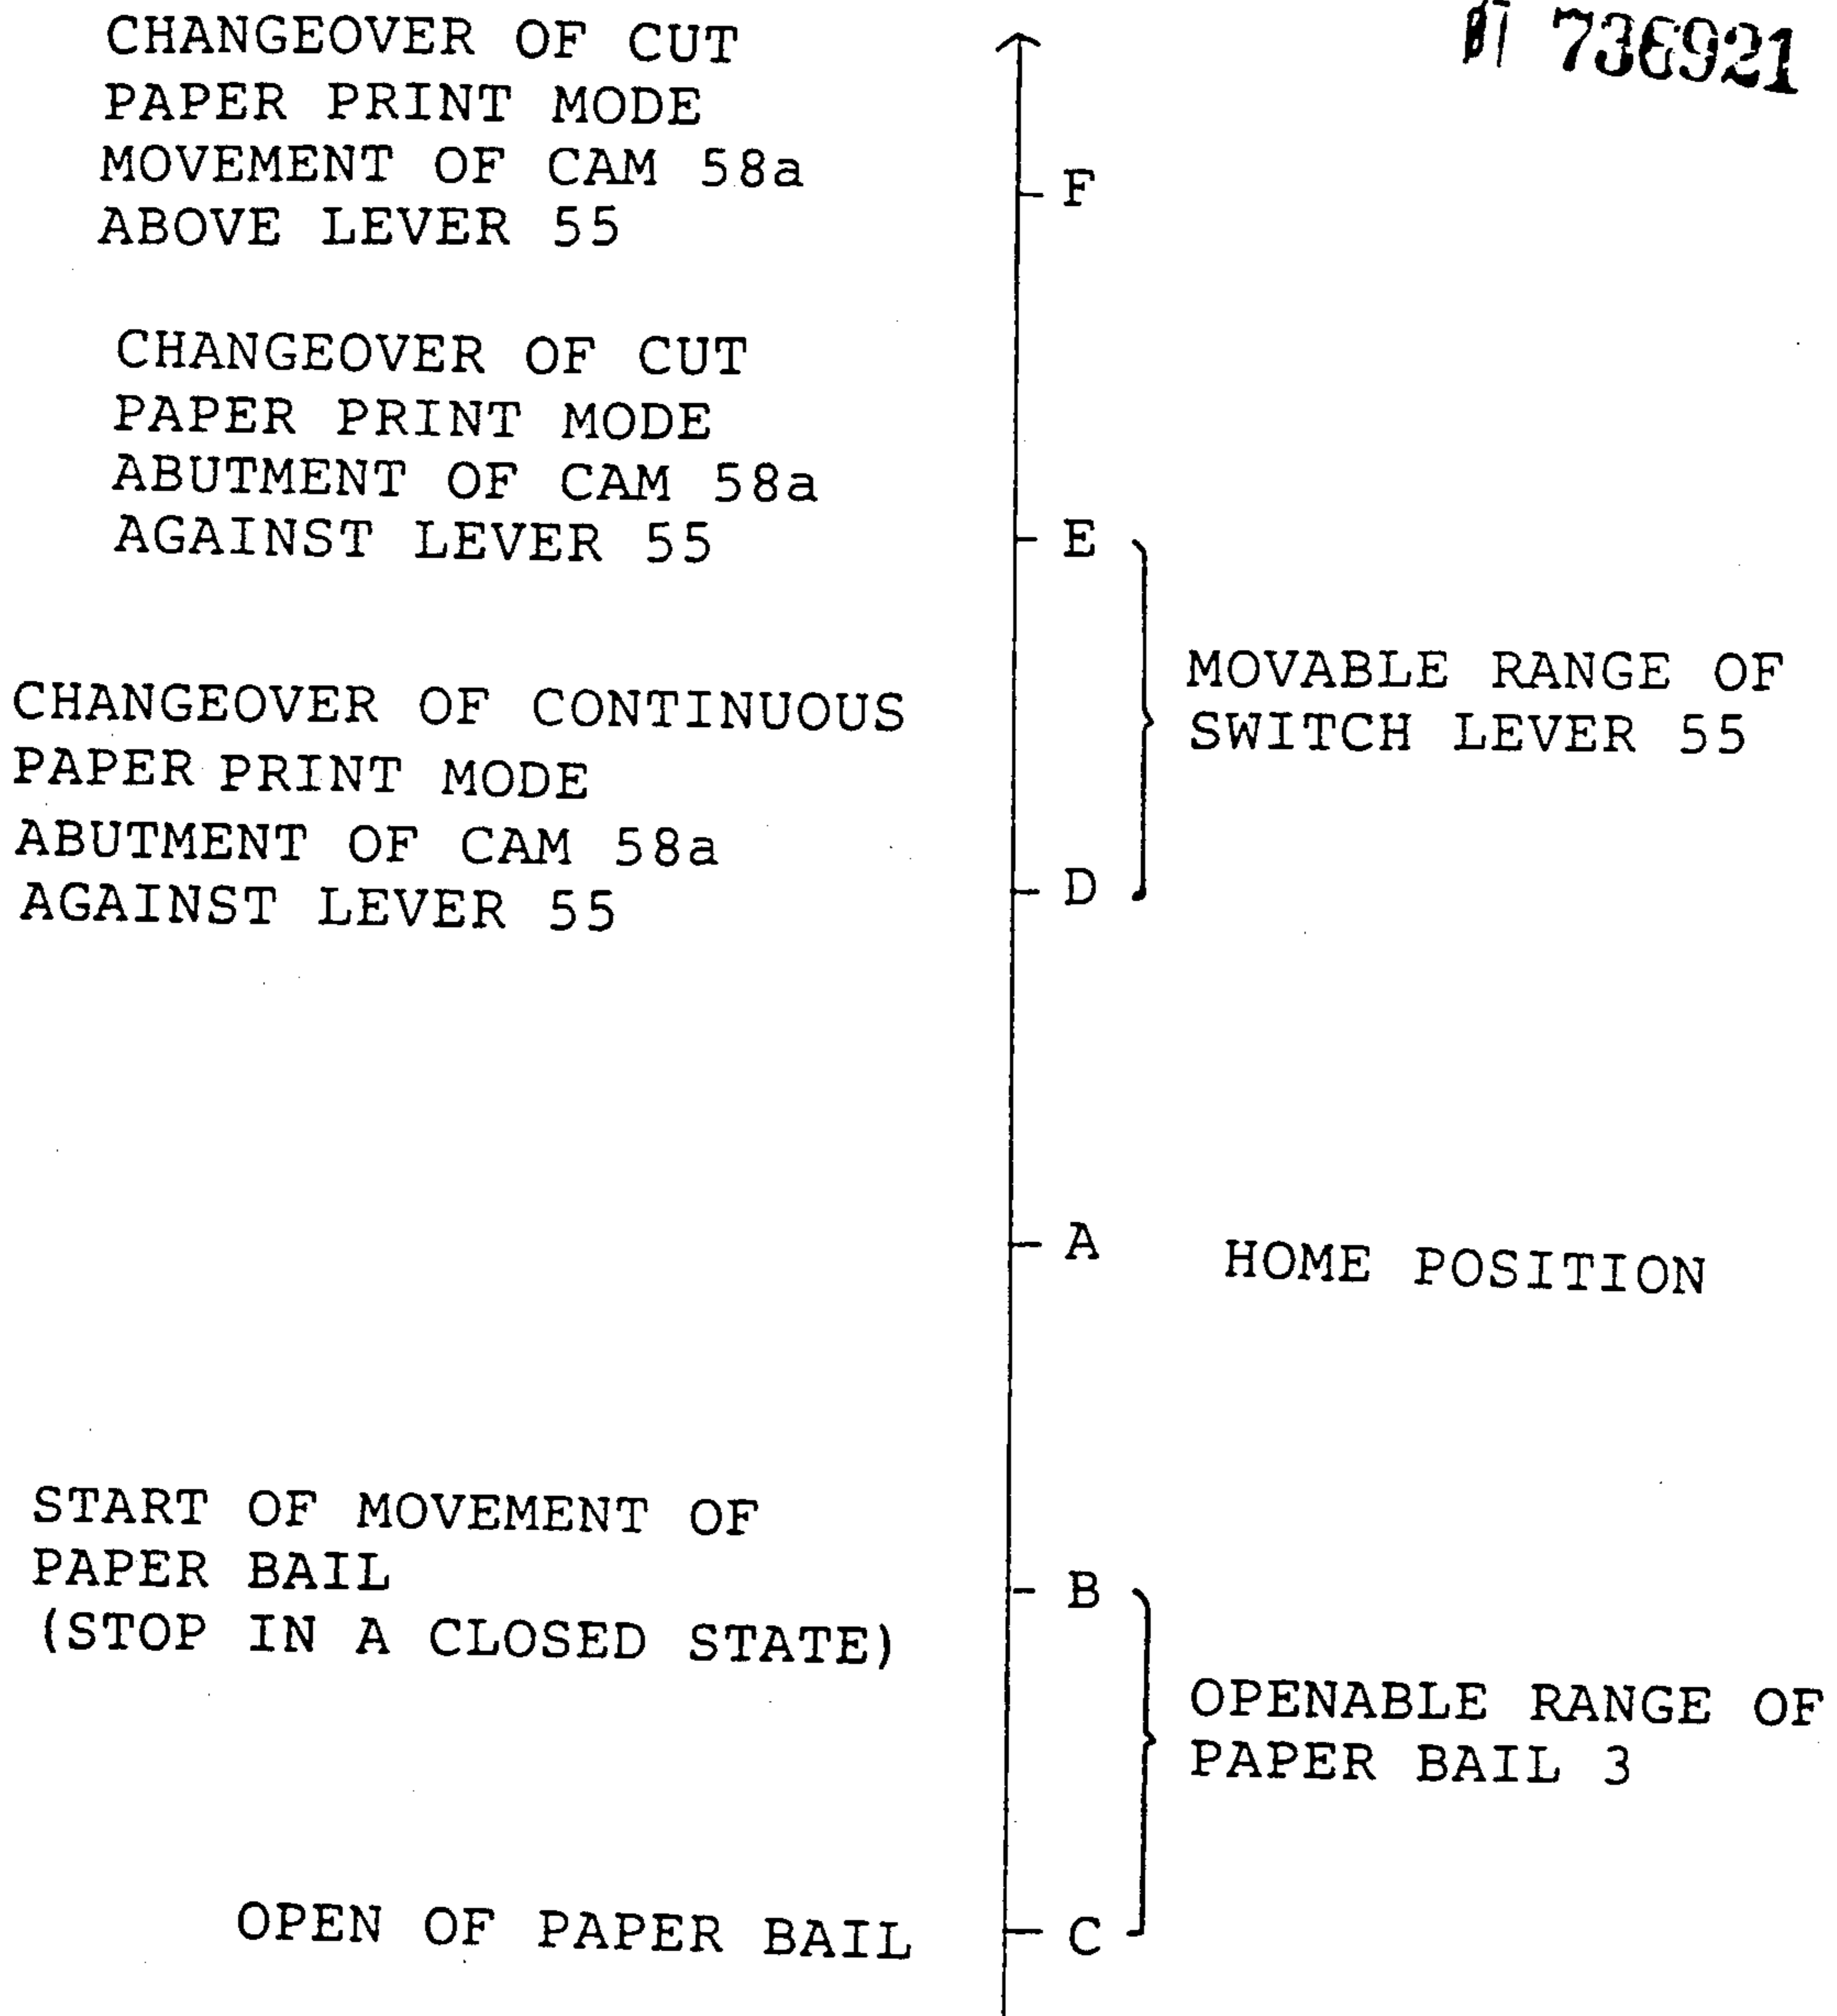 736921
CHANGEOVER OF CUT
PAPER PRINT MODE
MOVEMENT OF CAM 58a
ABOVE LEVER 55
F
CHANGEOVER OF CUT
PAPER PRINT MODE
ABUTMENT OF CAM 58a
AGAINST LEVER 55
E
MOVABLE RANGE OF
SWITCH LEVER 55
CHANGEOVER OF CONTINUOUS
PAPER PRINT MODE
ABUTMENT OF CAM 58a
AGAINST LEVER 55
D
A
HOME POSITION
START OF MOVEMENT OF
PAPER BAIL
(STOP IN A CLOSED STATE)
B
OPENABLE RANGE OF
PAPER BAIL 3
OPEN OF PAPER BAIL
C